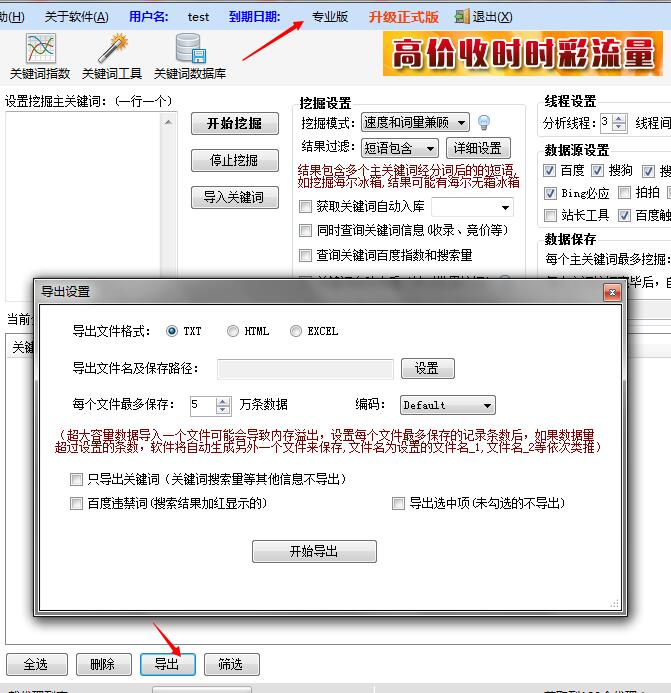 助(H) 关于软件(A) 用户名: test 到期日期: 专业版 升级正式版 退出(X)
关键词指数 关键词工具 关键词数据库
高价收时时彩流量
设置挖掘主关键词:(一行一个)
开始挖掘
停止挖掘
导入关键词
挖掘设置
挖掘模式: 速度和词量兼顾
结果过滤: 短语包含 详细设置
结果包含多个主关键词经分词后的的短语,
如挖掘海尔冰箱,结果可能有海尔无霜冰箱
获取关键词自动入库
同时查询关键词信息(收录、竞价等)
查询关键词百度指数和搜索量
线程设置
分析线程: 3 线程间
数据源设置
百度 搜狗 搜
Bing必应 拍拍
站长工具 百度触
数据保存
每个主关键词最多挖掘:
当前
关键
导出设置
导出文件格式: TXT HTML EXCEL
导出文件名及保存路径: 设置
每个文件最多保存: 5 万条数据 编码: Default
(超大容量数据导入一个文件可能会导致内存溢出, 设置每个文件最多保存的记录条数后, 如果数据量
超过设置的条数, 软件将自动生成另外一个文件来保存,文件名为设置的文件名_1,文件名_2等依次类推)
只导出关键词(关键词搜索量等其他信息不导出)
百度违禁词(搜索结果加红显示的)
导出选中项(未勾选的不导出)
开始导出
全选 删除 导出 筛选